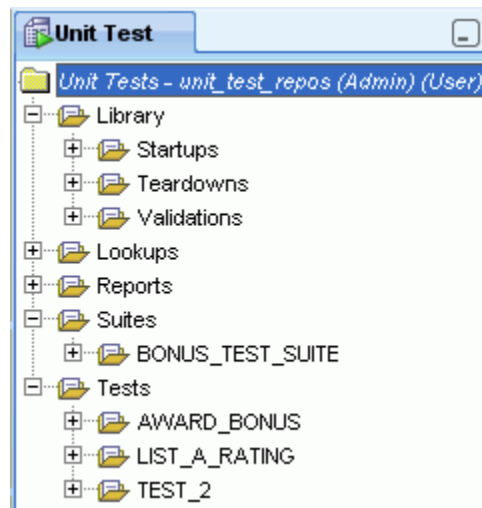 Unit Test
Unit Tests - unit_test_repos (Admin) (User)
Library
Startups
Teardowns
Validations
Lookups
Reports
Suites
BONUS_TEST_SUITE
Tests
AWARD_BONUS
LIST_A_RATING
TEST_2